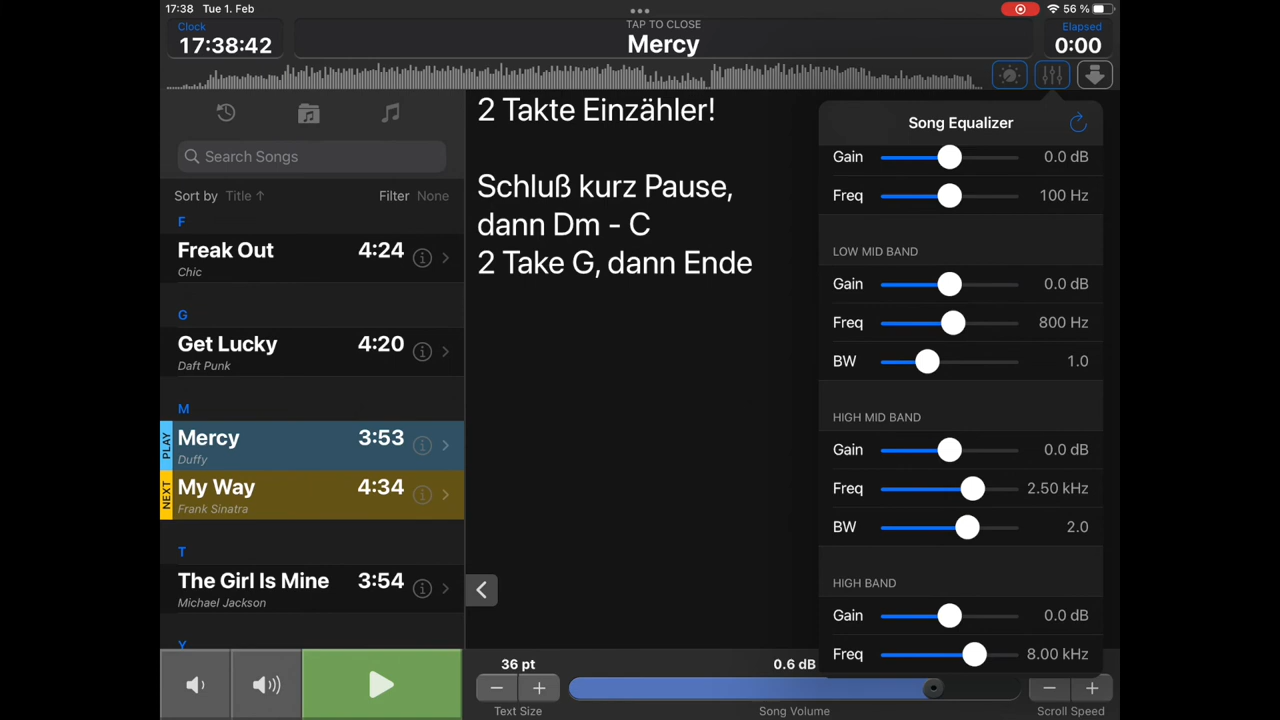 17:38 Tue 1. Feb
56 %
Clock
17:38:42
TAP TO CLOSE
Mercy
Elapsed
0:00
Search Songs
Sort by Title ↑ Filter None
F
Freak Out 4:24
Chic
G
Get Lucky 4:20
Daft Punk
M
PLAY
Mercy 3:53
Duffy
NEXT
My Way 4:34
Frank Sinatra
T
The Girl Is Mine 3:54
Michael Jackson
Y
2 Takte Einzähler!
Schluß kurz Pause,
dann Dm - C
2 Take G, dann Ende
Song Equalizer
Gain 0.0 dB
Freq 100 Hz
LOW MID BAND
Gain 0.0 dB
Freq 800 Hz
BW 1.0
HIGH MID BAND
Gain 0.0 dB
Freq 2.50 kHz
BW 2.0
HIGH BAND
Gain 0.0 dB
Freq 8.00 kHz
36 pt
Text Size
0.6 dB
Song Volume
Scroll Speed